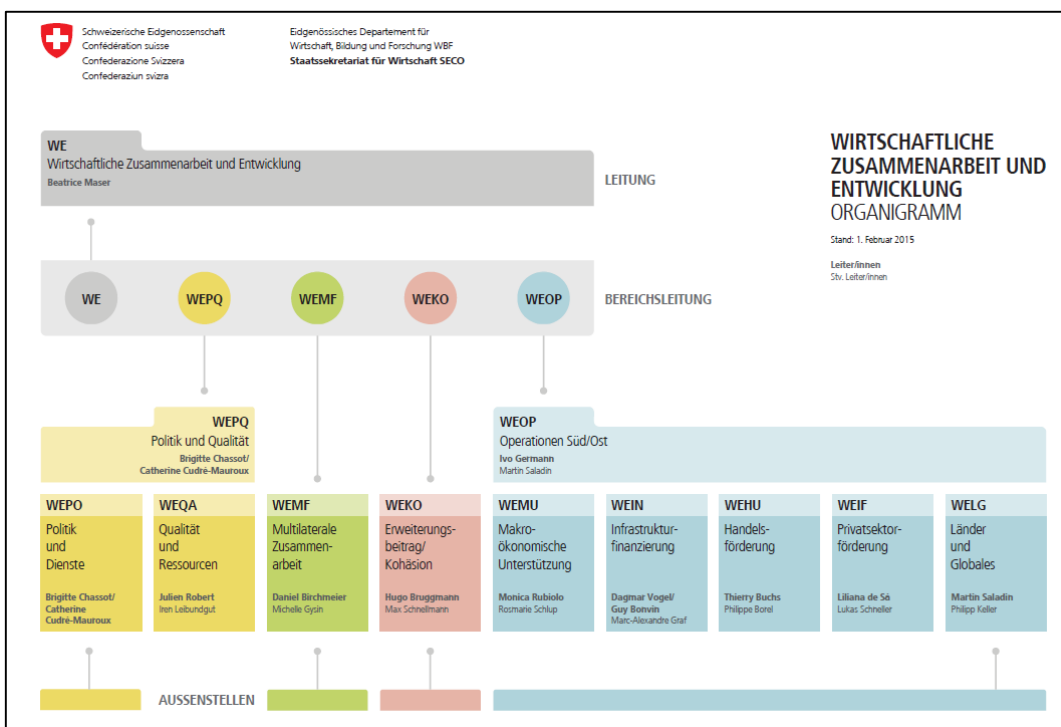 Schweizerische Eidgenossenschaft
Confédération suisse
Confederazione Svizzera
Confederaziun svizra
Eidgenössisches Departement für
Wirtschaft, Bildung und Forschung WBF
Staatssekretariat für Wirtschaft SECO
WIRTSCHAFTLICHE
ZUSAMMENARBEIT UND
ENTWICKLUNG
ORGANIGRAMM
Stand: 1. Februar 2015
Leiter/innen
Stv. Leiter/innen
WE
Wirtschaftliche Zusammenarbeit und Entwicklung
Beatrice Maser
LEITUNG
WE
WEPQ
WEMF
WEKO
WEOP
BEREICHSLEITUNG
WEPQ
Politik und Qualität
Brigitte Chassot/
Catherine Cudré-Mauroux
WEOP
Operationen Süd/Ost
Ivo Germann
Martin Saladin
WEPO
Politik
und
Dienste
Brigitte Chassot/
Catherine
Cudré-Mauroux
WEQA
Qualität
und
Ressourcen
Julien Robert
Iren Leibundgut
WEMF
Multilaterale
Zusammen-
arbeit
Daniel Birchmeier
Michelle Gysin
WEKO
Erweiterungs-
beitrag/
Kohäsion
Hugo Bruggmann
Max Schnellmann
WEMU
Makro-
ökonomische
Unterstützung
Monica Rubiolo
Rosmarie Schlup
WEIN
Infrastruktur-
finanzierung
Dagmar Vogel/
Guy Bonvin
Marc-Alexandre Graf
WEHU
Handels-
förderung
Thierry Buchs
Philippe Borel
WEIF
Privatsektor-
förderung
Liliana de Sá
Lukas Schneller
WELG
Länder
und
Globales
Martin Saladin
Philipp Keller
AUSSENSTELLEN